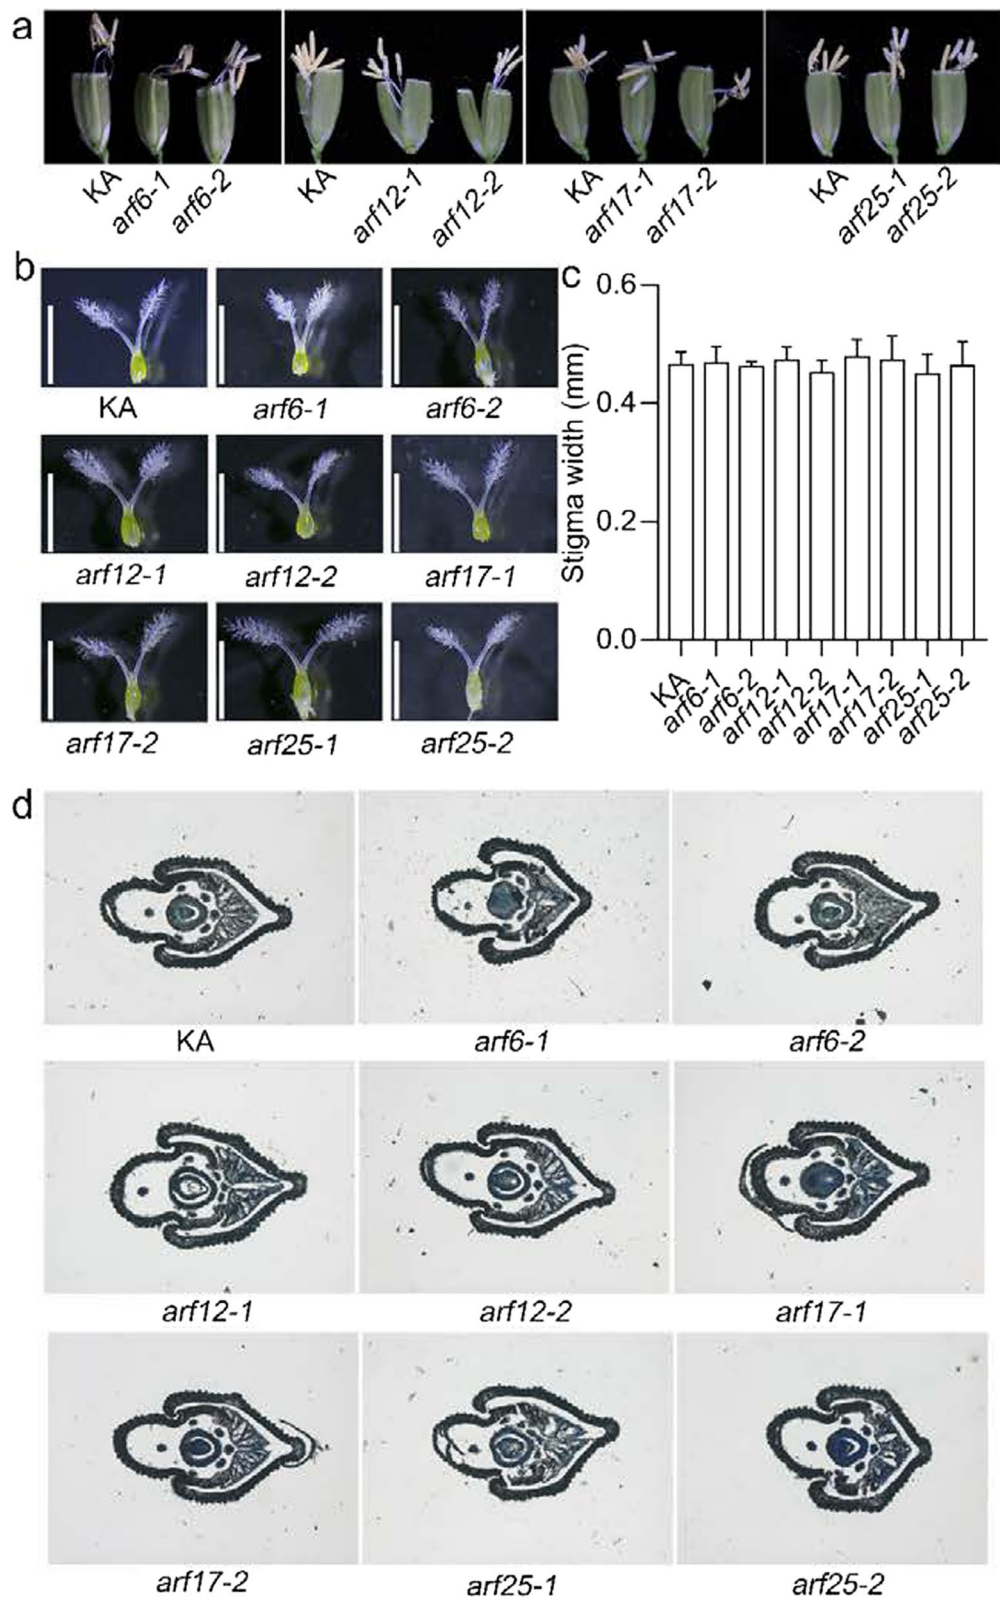 a
KA arf6-1 arf6-2 KA arf12-1 arf12-2 KA arf17-1 arf17-2 KA arf25-1 arf25-2
b
KA arf6-1 arf6-2
arf12-1 arf12-2 arf17-1
arf17-2 arf25-1 arf25-2
c
Stigma width (mm)
0.6
0.4
0.2
0.0
KA arf6-1 arf6-2 arf12-1 arf12-2 arf17-1 arf17-2 arf25-1 arf25-2
d
KA arf6-1 arf6-2
arf12-1 arf12-2 arf17-1
arf17-2 arf25-1 arf25-2